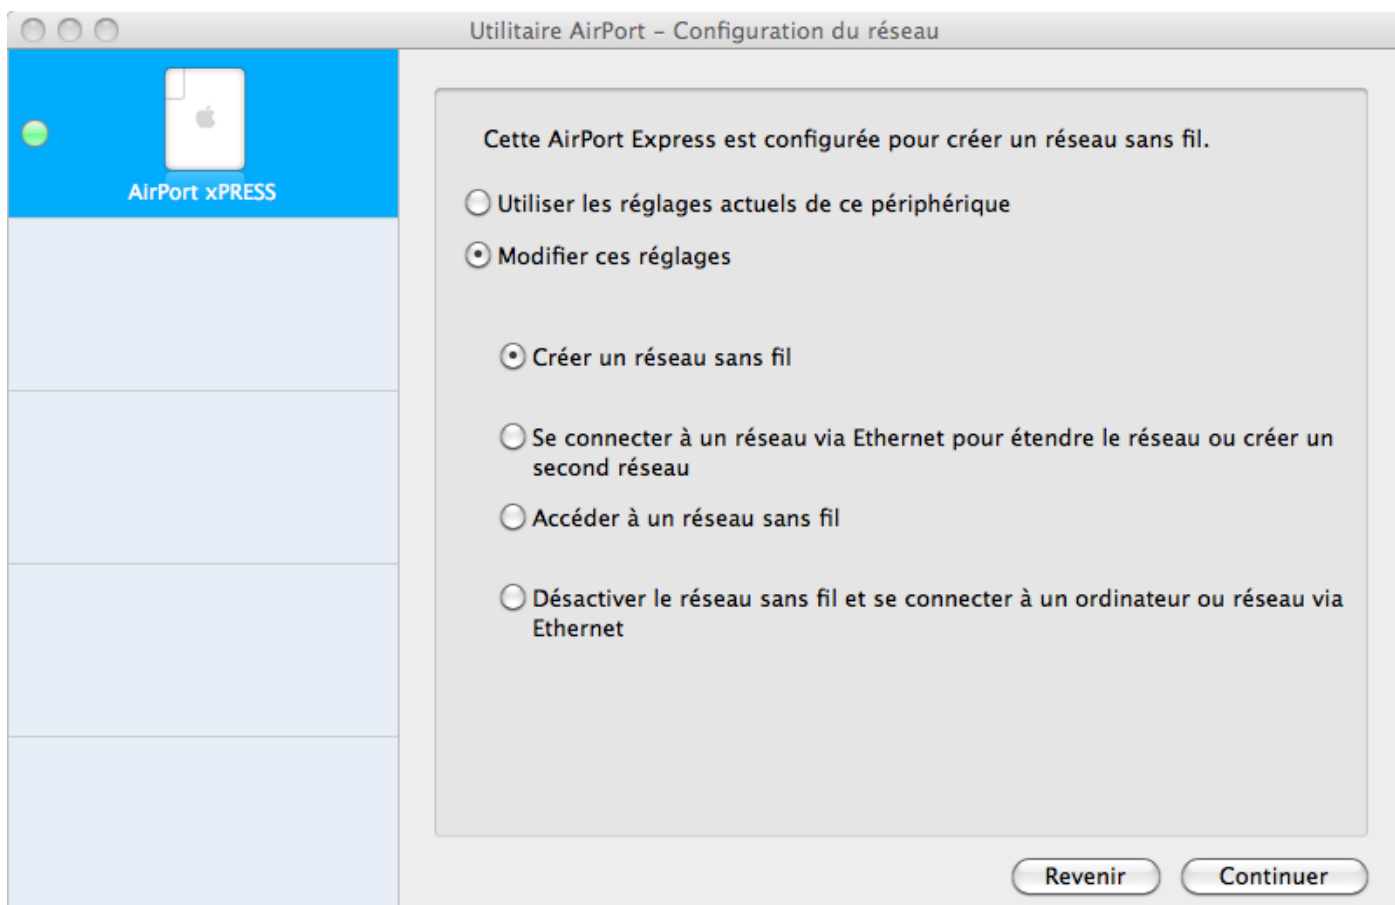 Utilitaire AirPort – Configuration du réseau
AirPort xPRESS
Cette AirPort Express est configurée pour créer un réseau sans fil.
Utiliser les réglages actuels de ce périphérique
Modifier ces réglages
Créer un réseau sans fil
Se connecter à un réseau via Ethernet pour étendre le réseau ou créer un
second réseau
Accéder à un réseau sans fil
Désactiver le réseau sans fil et se connecter à un ordinateur ou réseau via
Ethernet
Revenir
Continuer